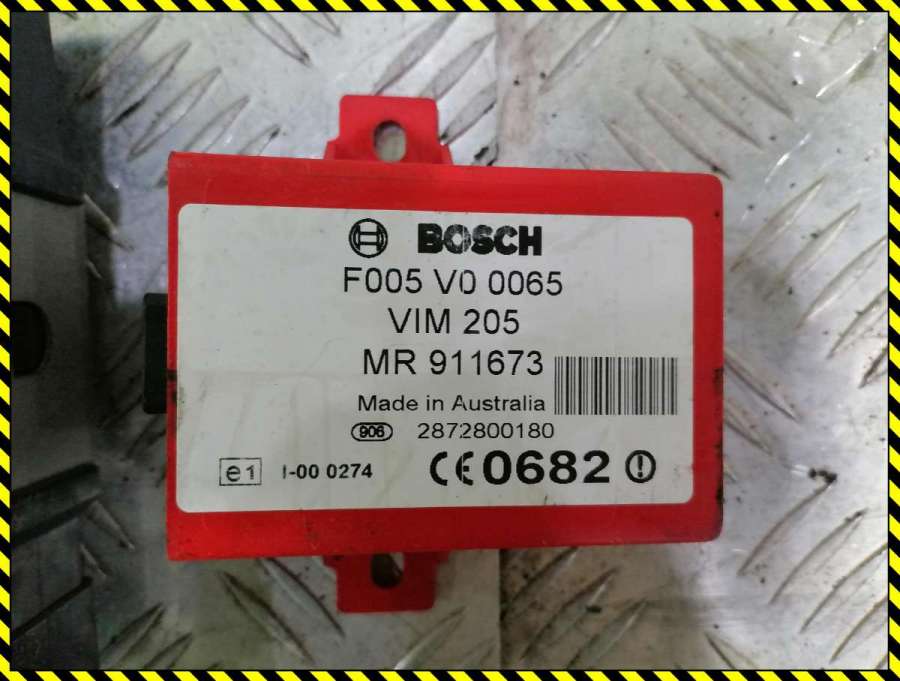 BOSCH
F005 V0 0065
VIM 205
MR 911673
Made in Australia
906 2872800180
e1 I-00 0274 CE0682